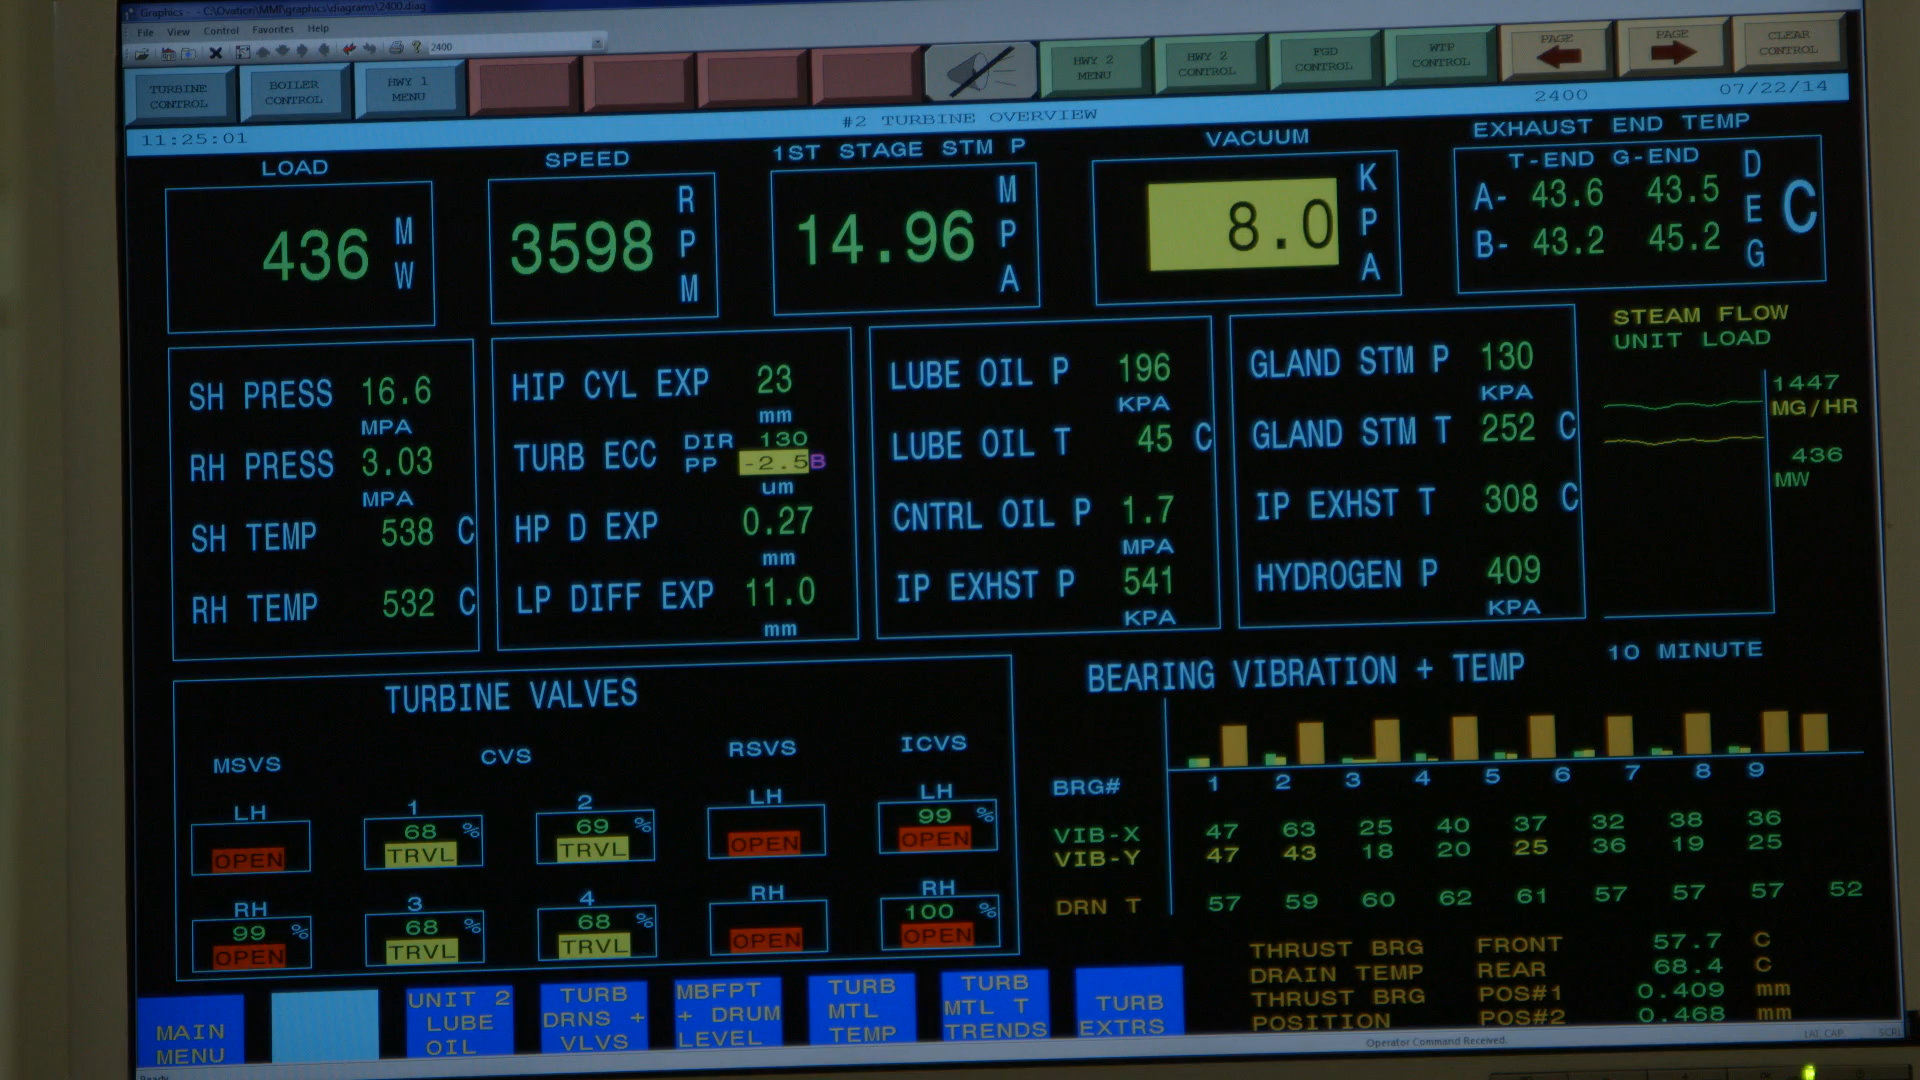 Graphics - - C:\Ovation\MMI\graphics\diagrams\2400.diag
File View Control Favorites Help
2400
TURBINE CONTROL
BOILER CONTROL
HWY 1 MENU
HWY 2 MENU
HWY 2 CONTROL
FGD CONTROL
WTP CONTROL
PAGE
PAGE
CLEAR CONTROL
11:25:01
#2 TURBINE OVERVIEW
2400
07/22/14
LOAD
436 MW
SPEED
3598 RPM
1ST STAGE STM P
14.96 MPA
VACUUM
8.0 KPA
EXHAUST END TEMP
T-END G-END
A- 43.6 43.5
B- 43.2 45.2
DEG C
SH PRESS 16.6
MPA
RH PRESS 3.03
MPA
SH TEMP 538 C
RH TEMP 532 C
HIP CYL EXP 23
mm
TURB ECC DIR 130
PP -2.5B
um
HP D EXP 0.27
mm
LP DIFF EXP 11.0
mm
LUBE OIL P 196
KPA
LUBE OIL T 45 C
CNTRL OIL P 1.7
MPA
IP EXHST P 541
KPA
GLAND STM P 130
KPA
GLAND STM T 252 C
IP EXHST T 308 C
HYDROGEN P 409
KPA
STEAM FLOW
UNIT LOAD
1447
MG/HR
436
MW
10 MINUTE
TURBINE VALVES
MSVS CVS RSVS ICVS
LH
OPEN
1
68 %
TRVL
2
69 %
TRVL
LH
OPEN
LH
99 %
OPEN
RH
99 %
OPEN
3
68 %
TRVL
4
68 %
TRVL
RH
OPEN
RH
100 %
OPEN
BEARING VIBRATION + TEMP
BRG# 1 2 3 4 5 6 7 8 9
VIB-X 47 63 25 40 37 32 38 36
VIB-Y 47 43 18 20 25 36 19 25
DRN T 57 59 60 62 61 57 57 57 52
THRUST BRG FRONT 57.7 C
DRAIN TEMP REAR 68.4 C
THRUST BRG POS#1 0.409 mm
POSITION POS#2 0.468 mm
MAIN MENU
UNIT 2 LUBE OIL
TURB DRNS + VLVS
MBFPT + DRUM LEVEL
TURB MTL TEMP
TURB MTL T TRENDS
TURB EXTRS
Operator Command Received.
LAT CAP
SCRL
Ready